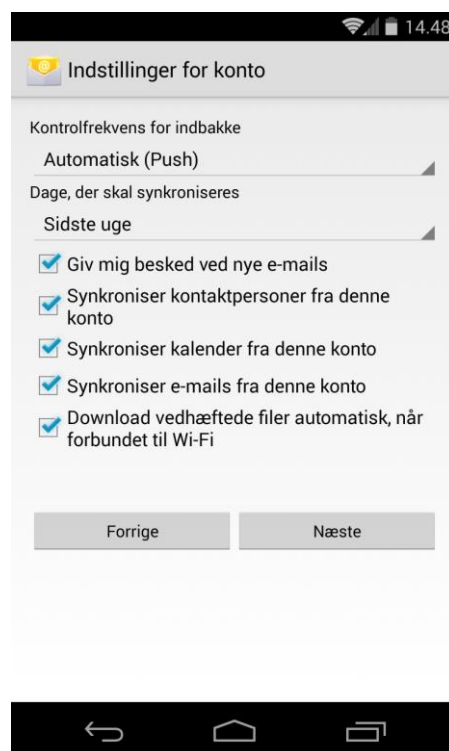 14.48
Indstillinger for konto
Kontrolfrekvens for indbakke
Automatisk (Push)
Dage, der skal synkroniseres
Sidste uge
Giv mig besked ved nye e-mails
Synkroniser kontaktpersoner fra denne
konto
Synkroniser kalender fra denne konto
Synkroniser e-mails fra denne konto
Download vedhæftede filer automatisk, når
forbundet til Wi-Fi
Forrige
Næste